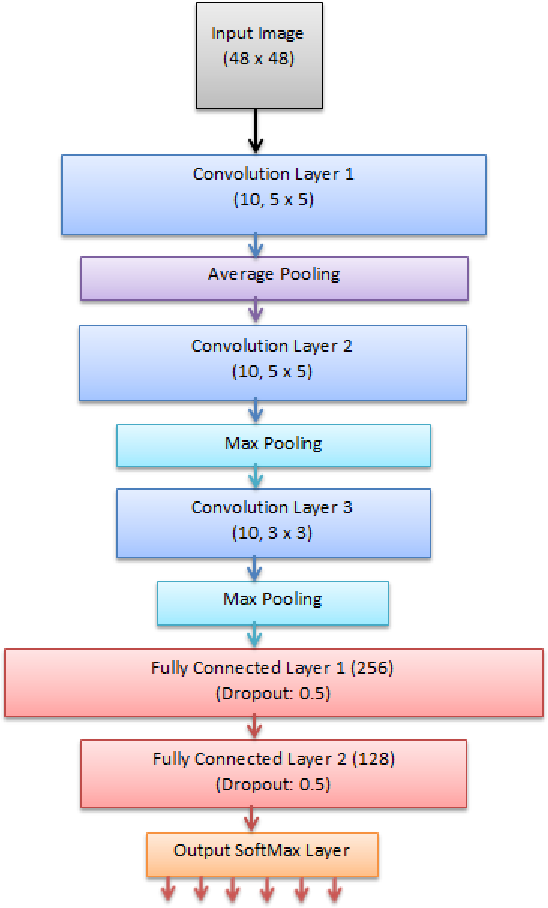 Input Image
(48 x 48)
Convolution Layer 1
(10, 5 x 5)
Average Pooling
Convolution Layer 2
(10, 5 x 5)
Max Pooling
Convolution Layer 3
(10, 3 x 3)
Max Pooling
Fully Connected Layer 1 (256)
(Dropout: 0.5)
Fully Connected Layer 2 (128)
(Dropout: 0.5)
Output SoftMax Layer